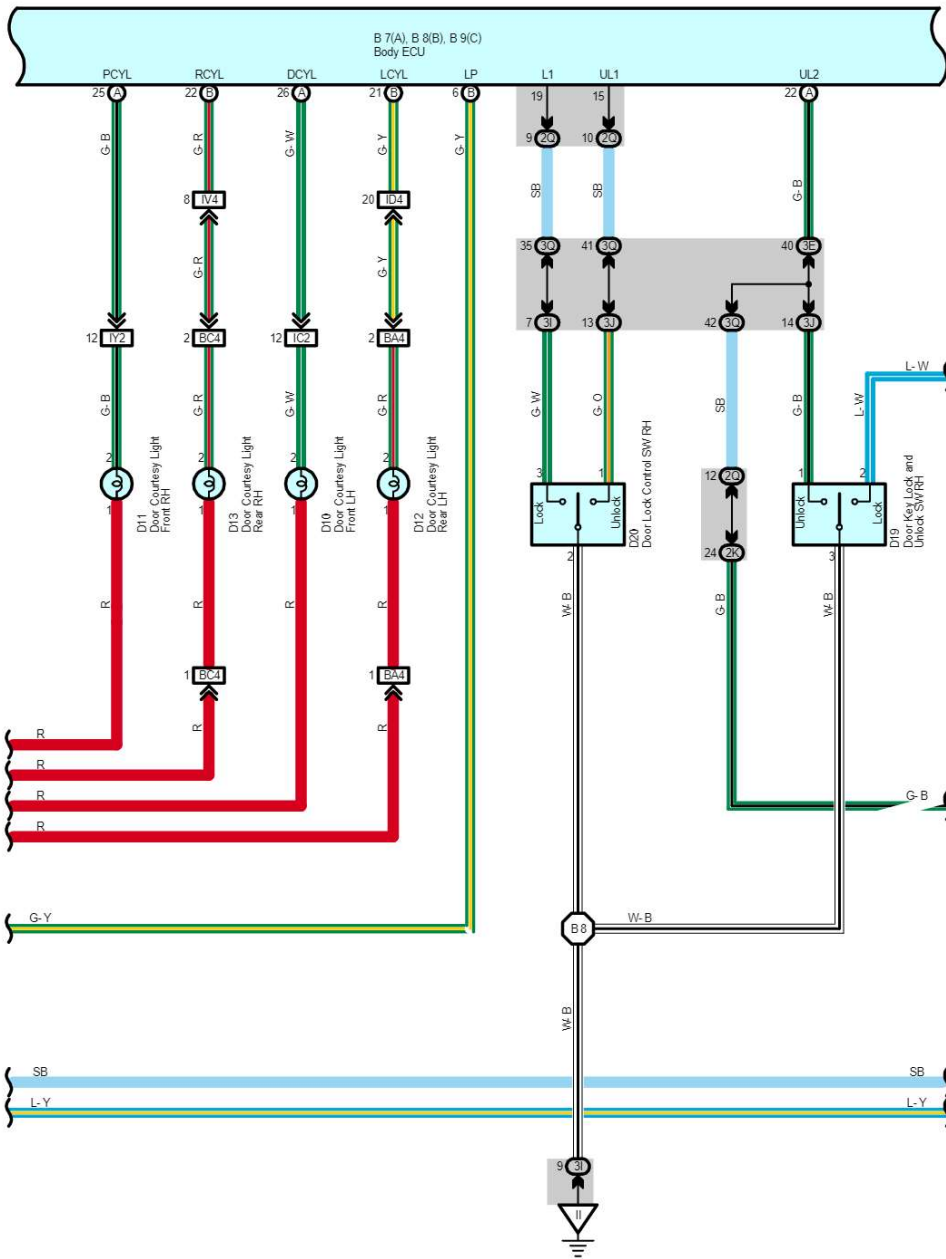 B 7(A), B 8(B), B 9(C)
Body ECU
PCYL RCYL DCYL LCYL LP L1 UL1 UL2
25 A 22 B 26 A 21 B 6 B 19 15 22 A
9 2Q 10 2Q
G-B G-R G-W G-Y G-Y SB SB G-B
8 IV4 20 ID4
35 3Q 41 3Q 40 3E
G-R G-Y
12 IY2 2 BC4 12 IC2 2 BA4 7 3I 13 3J 42 3Q 14 3J
L-W
G-B G-R G-W G-R G-W G-O SB G-B L-W
2 2 2 2 3 1 12 2Q 1 2
D11
Door Courtesy Light
Front RH
D13
Door Courtesy Light
Rear RH
D10
Door Courtesy Light
Front LH
D12
Door Courtesy Light
Rear LH
Lock Unlock
D20
Door Lock Control SW RH
Unlock Lock
D19
Door Key Lock and
Unlock SW RH
1 1 1 1 2 24 2K 3
R R R R W-B G-B W-B
1 BC4 1 BA4
R R
R
R
R
R
G-B
G-Y
B 8
W-B
W-B
SB SB
L-Y L-Y
9 3I
II